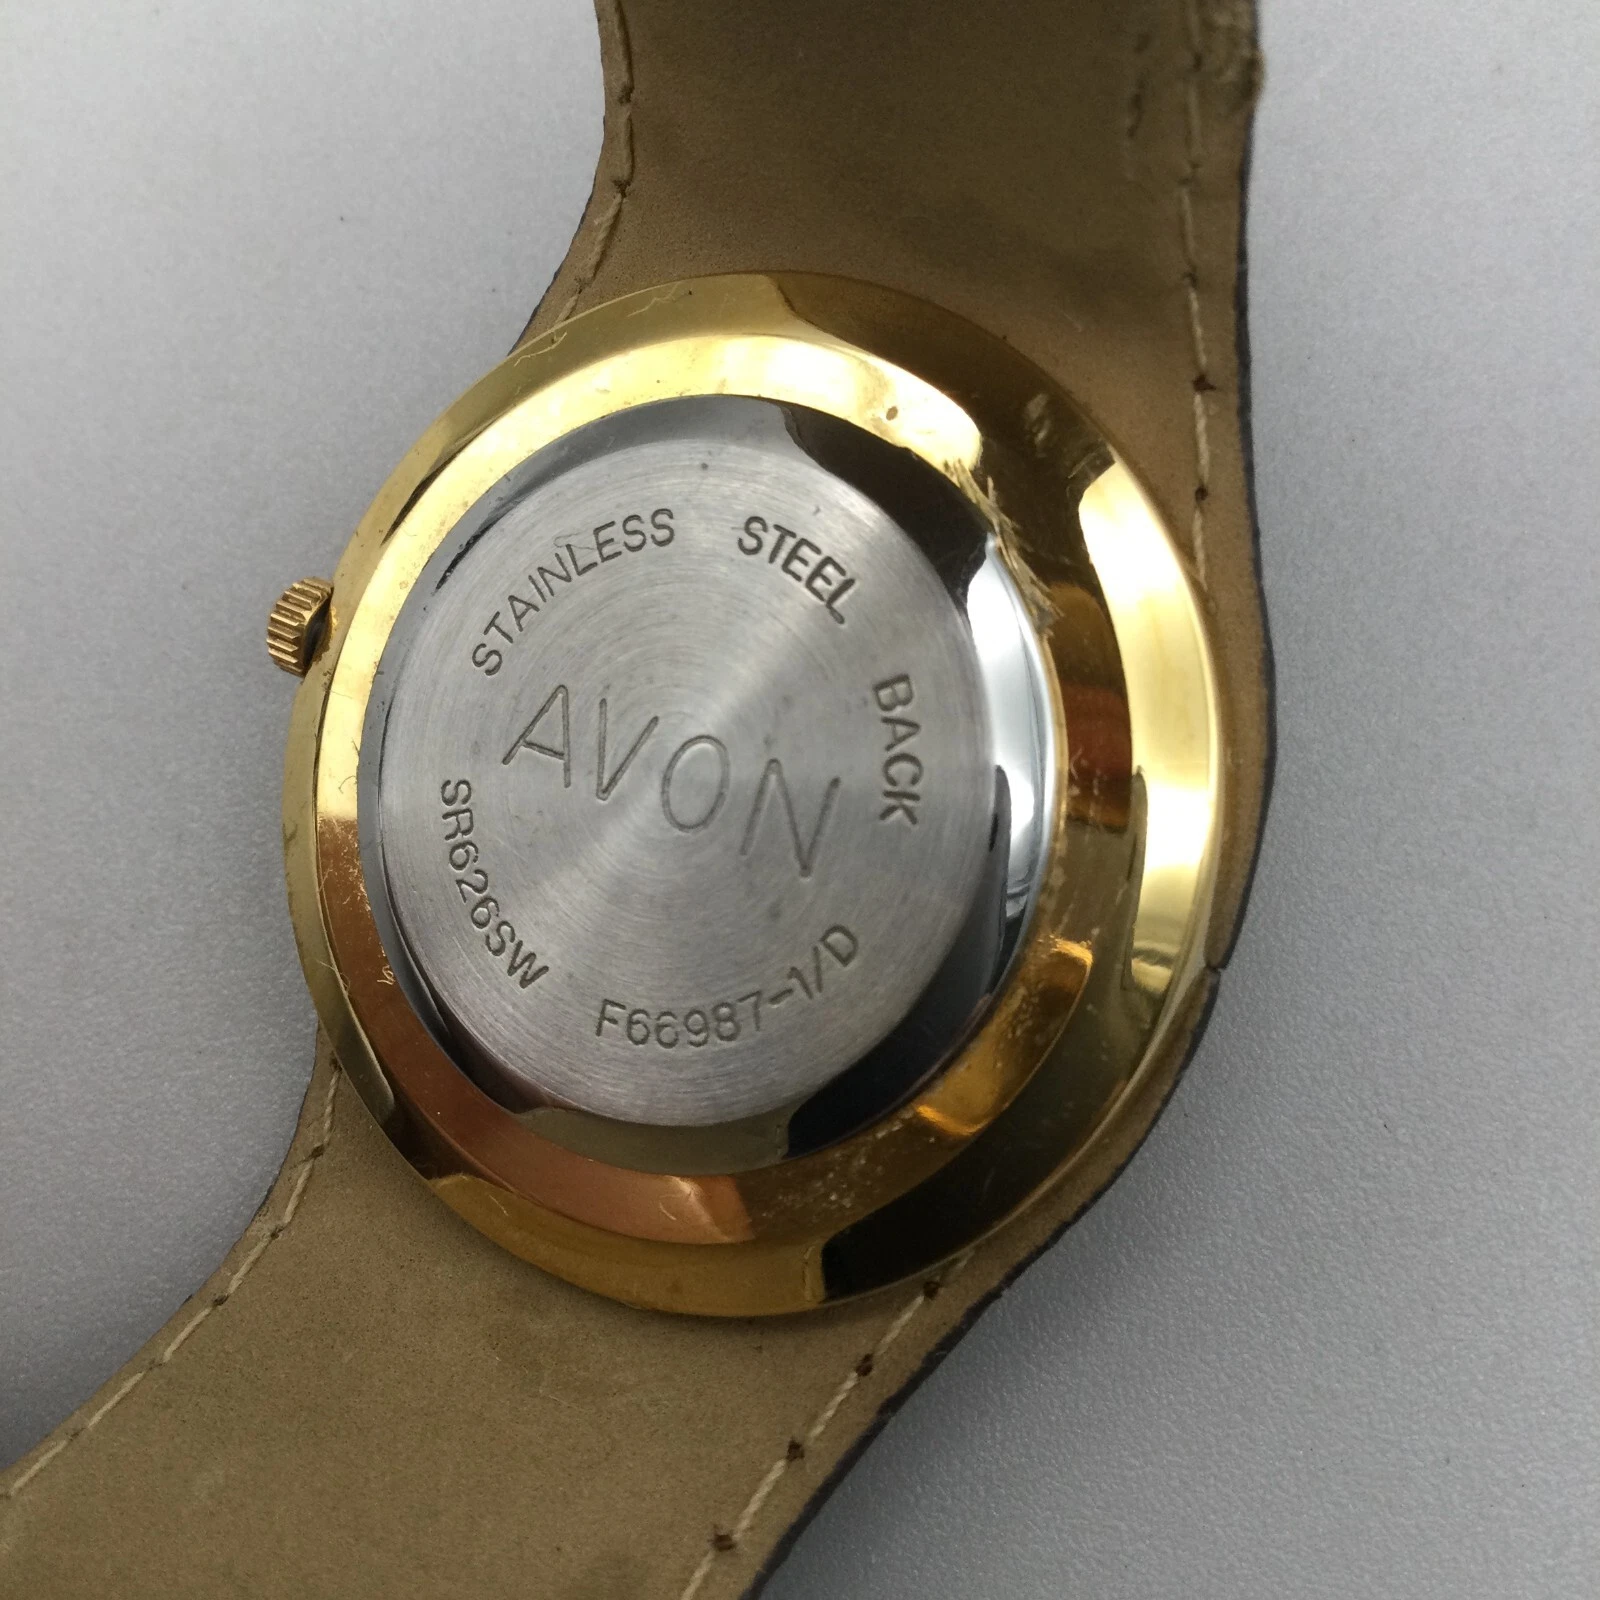 STAINLESS STEEL BACK
AVON
SR626SW F66987-1/D